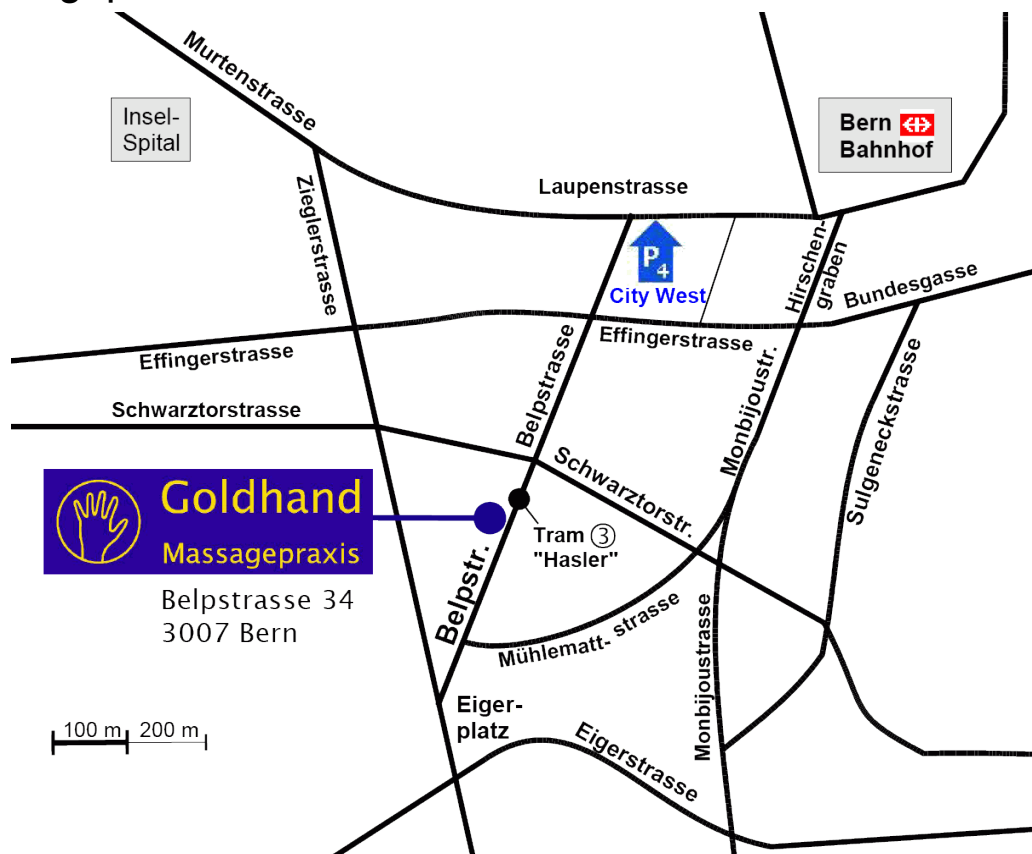 Murtenstrasse
Insel-
Spital
Bern
Bahnhof
Laupenstrasse
Zieglerstrasse
P4
City West
Hirschen-
graben
Bundesgasse
Effingerstrasse
Effingerstrasse
Belpstrasse
Monbijoustr.
Schwarztorstrasse
Sulgeneckstrasse
Schwarztorstr.
Goldhand
Massagepraxis
Tram 3
"Hasler"
Belpstr.
Belpstrasse 34
3007 Bern
Mühlematt- strasse
Monbijoustrasse
Eiger-
platz
Eigerstrasse
100 m 200 m